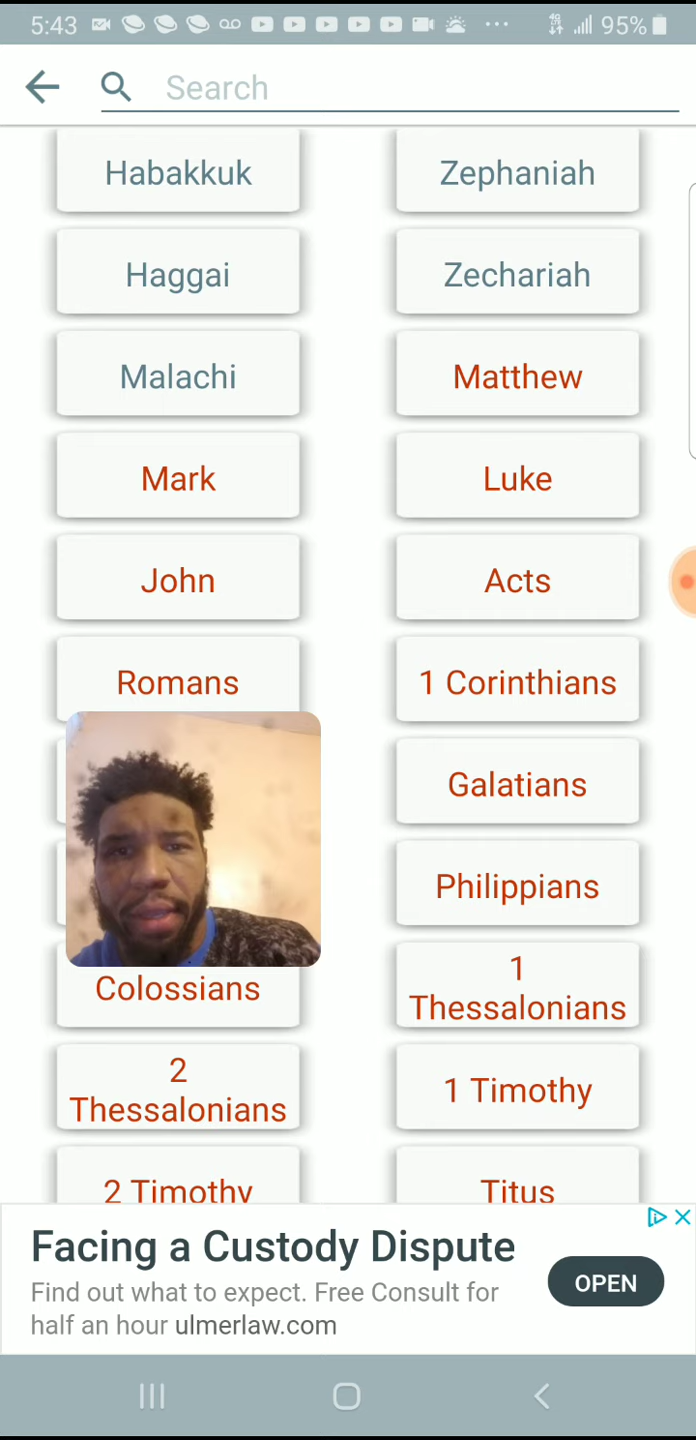 5:43
4G
95%
Search
Habakkuk
Zephaniah
Haggai
Zechariah
Malachi
Matthew
Mark
Luke
John
Acts
Romans
1 Corinthians
Galatians
Philippians
Colossians
1
Thessalonians
2
Thessalonians
1 Timothy
2 Timothy
Titus
Facing a Custody Dispute
Find out what to expect. Free Consult for
half an hour ulmerlaw.com
OPEN